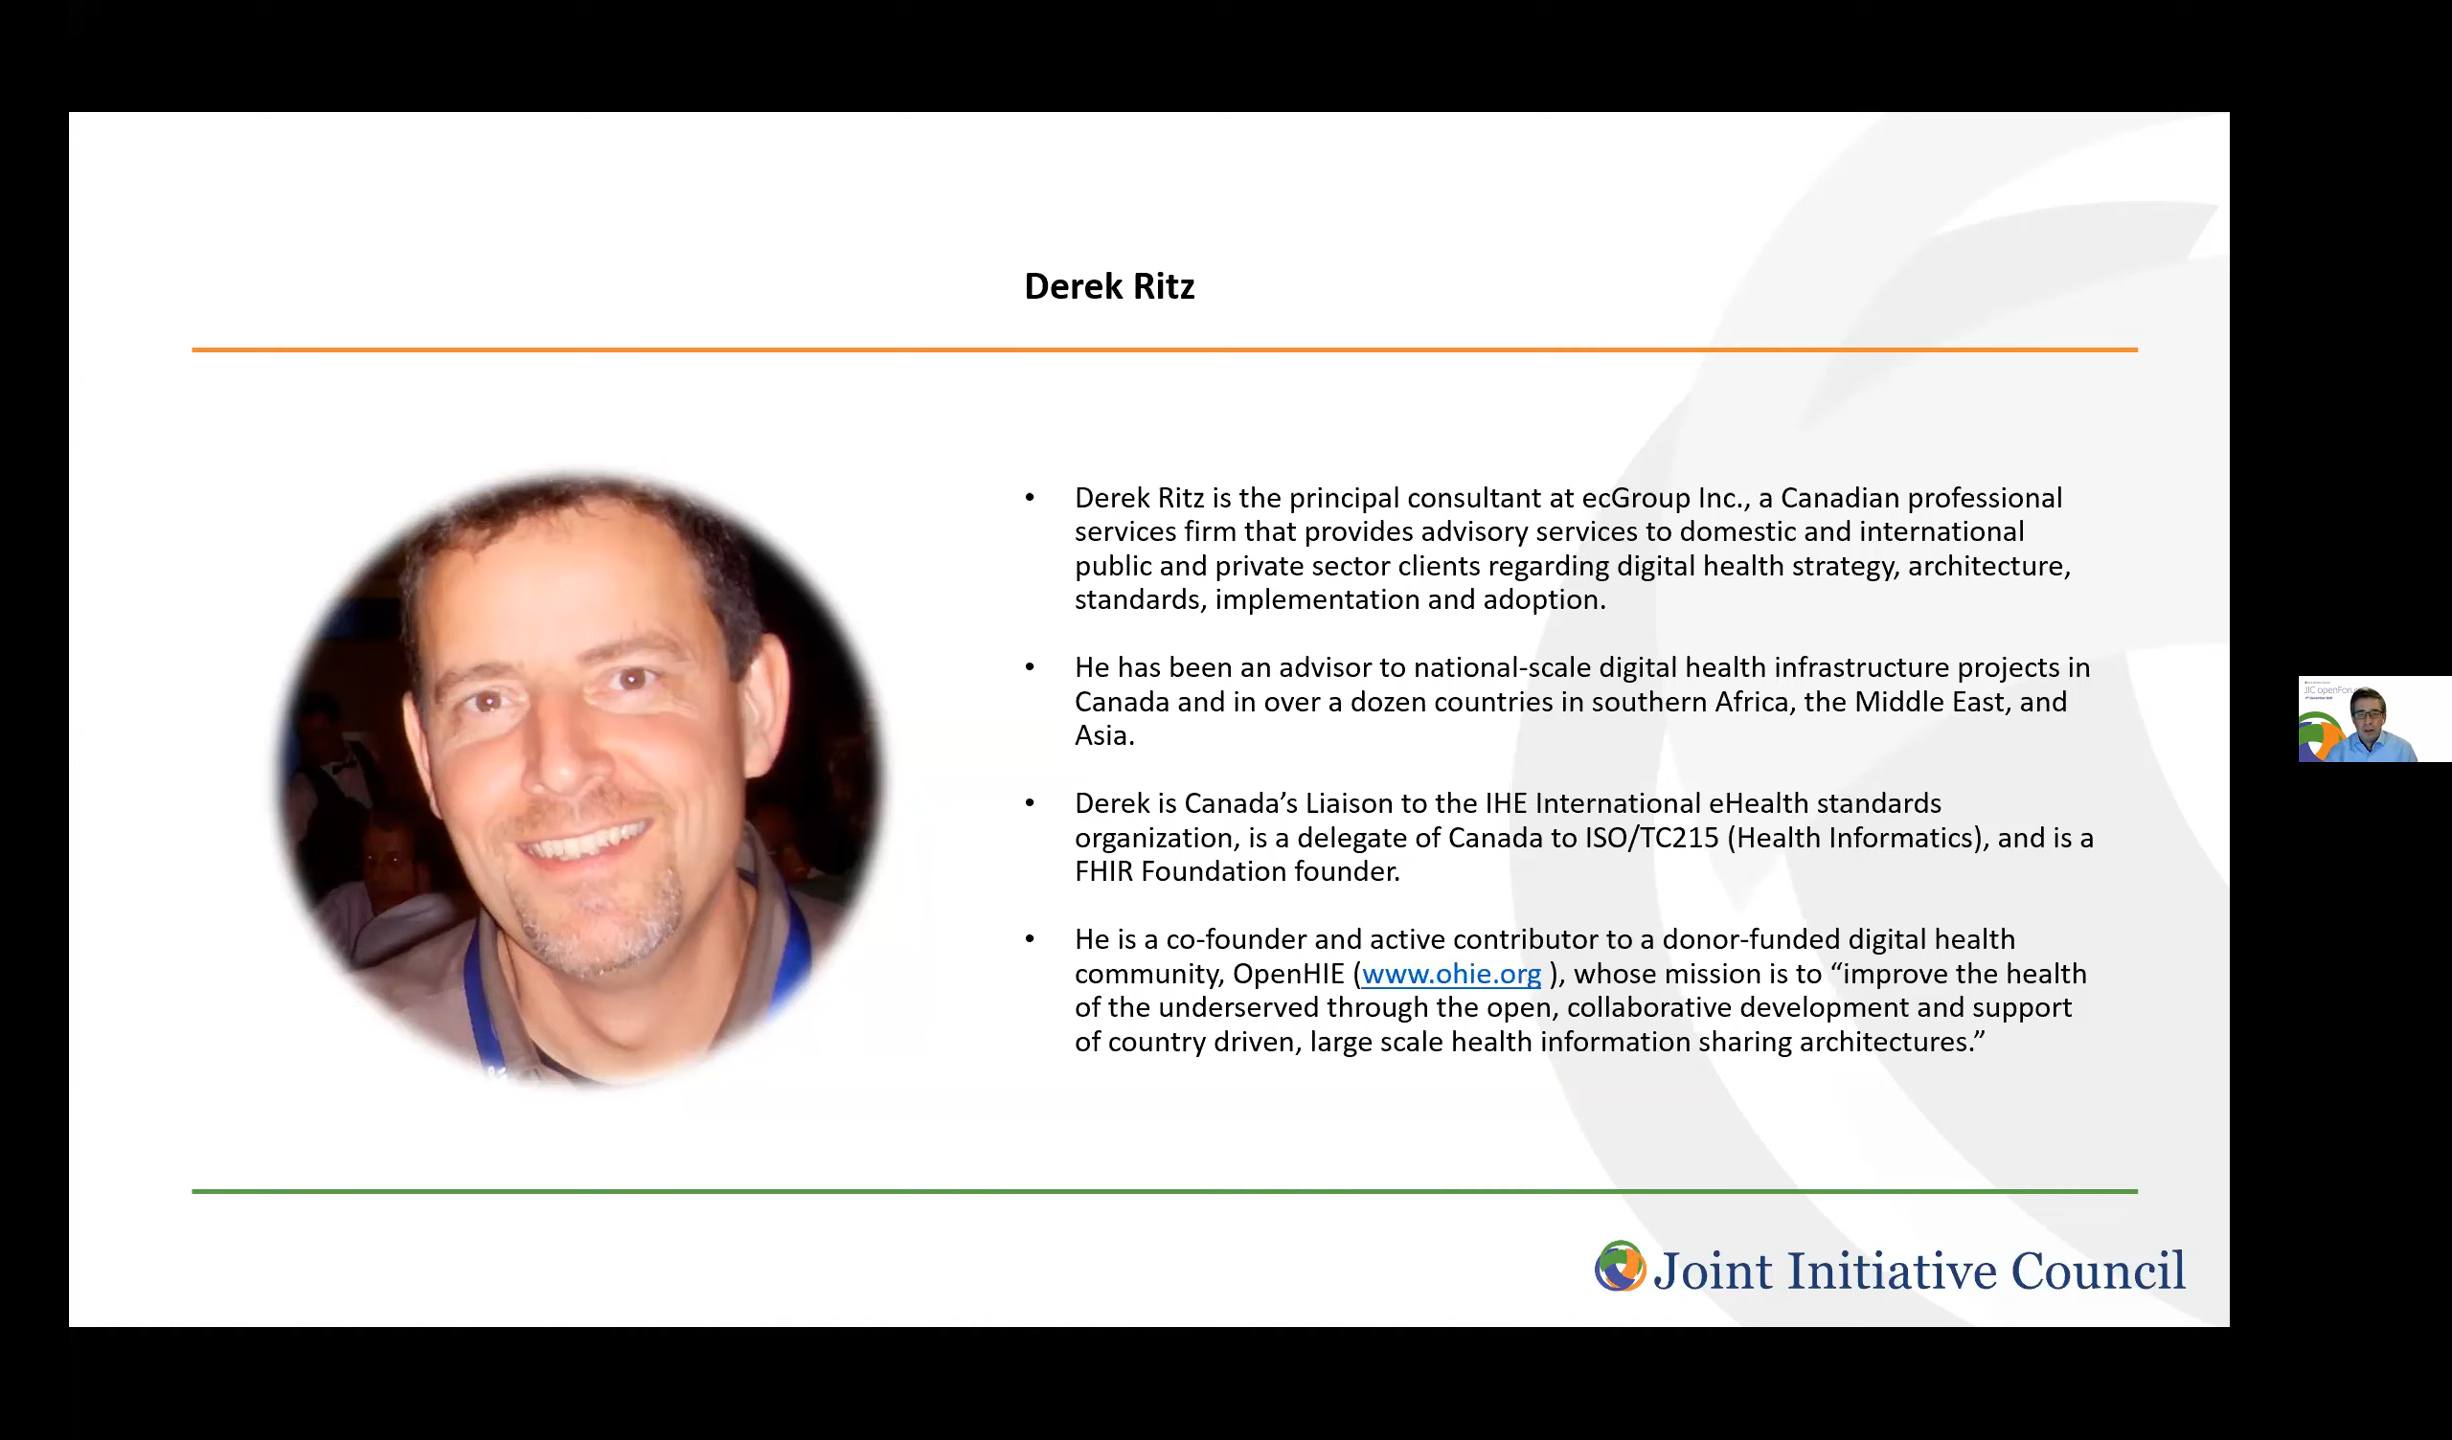 Derek Ritz
• Derek Ritz is the principal consultant at ecGroup Inc., a Canadian professional
services firm that provides advisory services to domestic and international
public and private sector clients regarding digital health strategy, architecture,
standards, implementation and adoption.
• He has been an advisor to national-scale digital health infrastructure projects in
Canada and in over a dozen countries in southern Africa, the Middle East, and
Asia.
• Derek is Canada’s Liaison to the IHE International eHealth standards
organization, is a delegate of Canada to ISO/TC215 (Health Informatics), and is a
FHIR Foundation founder.
• He is a co-founder and active contributor to a donor-funded digital health
community, OpenHIE (www.ohie.org ), whose mission is to “improve the health
of the underserved through the open, collaborative development and support
of country driven, large scale health information sharing architectures.”
JIC
Joint Initiative Council